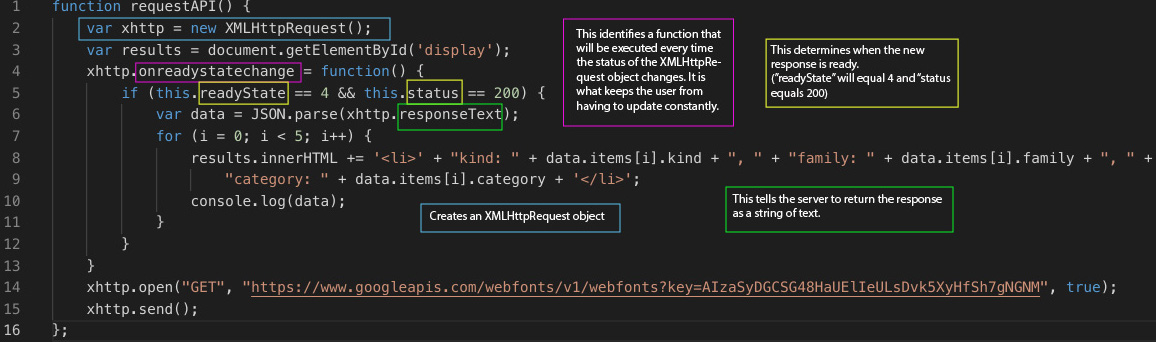 1 function requestAPI() {
2 var xhttp = new XMLHttpRequest();
3 var results = document.getElementById('display');
4 xhttp.onreadystatechange = function() {
5 if (this.readyState == 4 && this.status == 200) {
6 var data = JSON.parse(xhttp.responseText);
7 for (i = 0; i < 5; i++) {
8 results.innerHTML += '<li>' + "kind: " + data.items[i].kind + ", " + "family: " + data.items[i].family + ", " +
9 "category: " + data.items[i].category + '</li>';
10 console.log(data);
11 }
12 }
13 }
14 xhttp.open("GET", "https://www.googleapis.com/webfonts/v1/webfonts?key=AIzaSyDGCSG48HaUElIeULsDvk5XyHfSh7gNGNM", true);
15 xhttp.send();
16 };
This identifies a function that
will be executed every time
the status of the XMLHttpRe-
quest object changes. It is
what keeps the user from
having to update constantly.
This determines when the new
response is ready.
("readyState" will equal 4 and "status
equals 200)
Creates an XMLHttpRequest object
This tells the server to return the response
as a string of text.